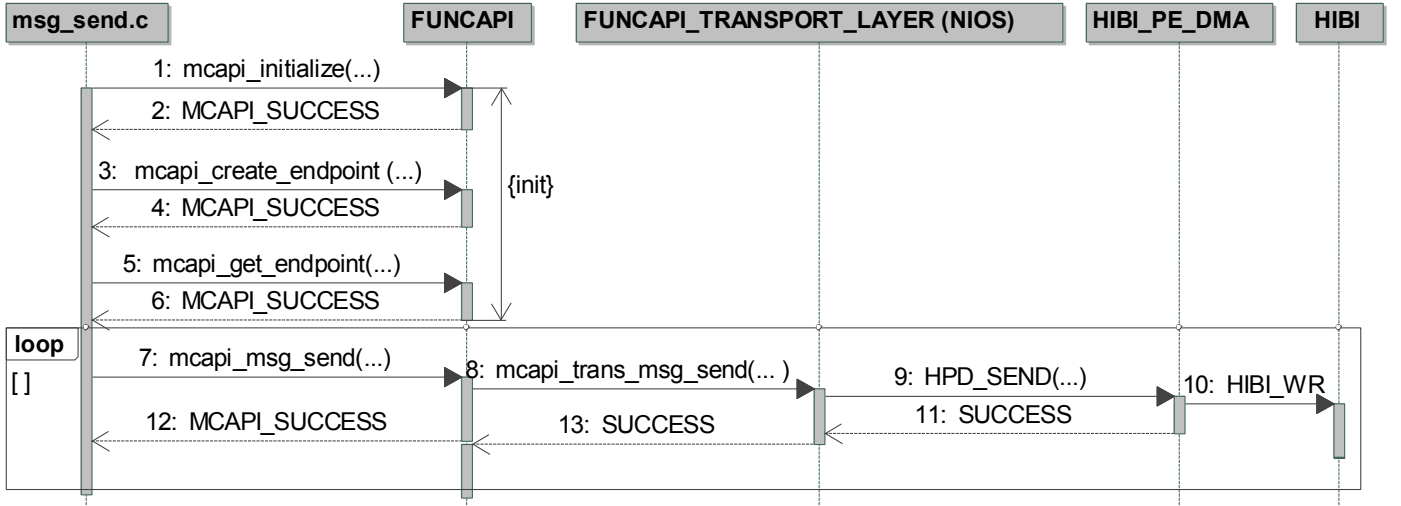 msg_send.c
FUNCAPI
FUNCAPI_TRANSPORT_LAYER (NIOS)
HIBI_PE_DMA
HIBI
1: mcapi_initialize(...)
2: MCAPI_SUCCESS
3: mcapi_create_endpoint (...)
4: MCAPI_SUCCESS
{init}
5: mcapi_get_endpoint(...)
6: MCAPI_SUCCESS
loop
[ ]
7: mcapi_msg_send(...)
8: mcapi_trans_msg_send(... )
9: HPD_SEND(...)
10: HIBI_WR
11: SUCCESS
12: MCAPI_SUCCESS
13: SUCCESS